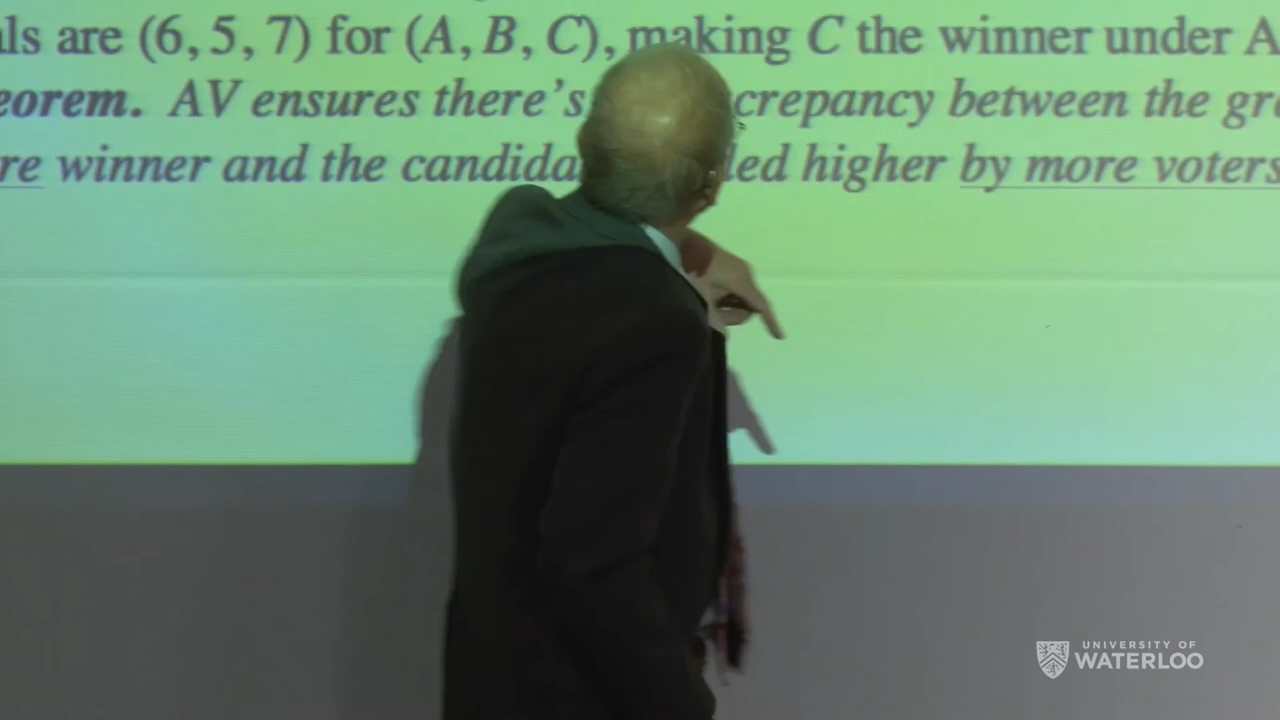 als are (6, 5, 7) for (A, B, C), making C the winner under A
eorem. AV ensures there's crepancy between the gr
re winner and the candida led higher by more voters
UNIVERSITY OF
WATERLOO